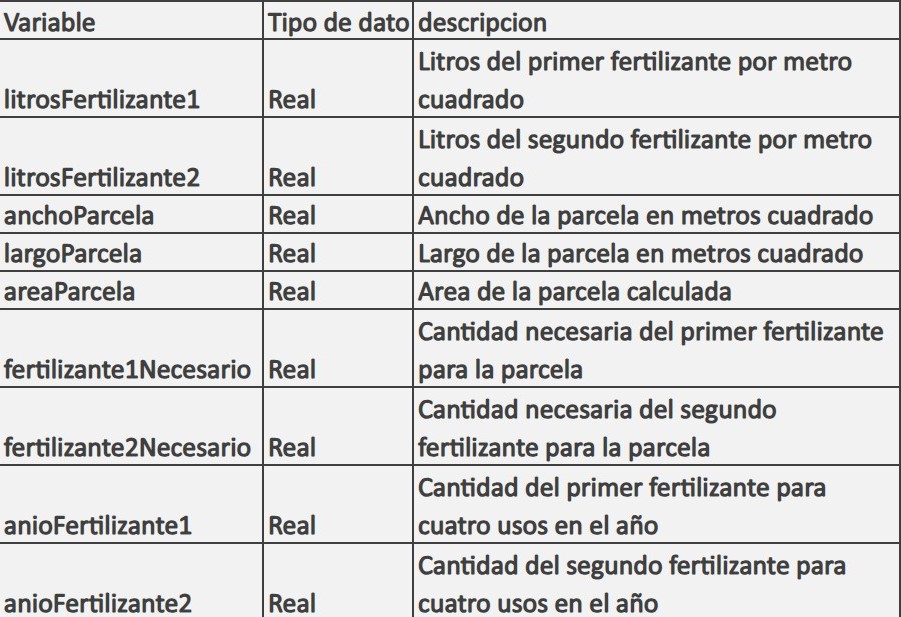 Variable Tipo de dato descripcion
Litros del primer fertilizante por metro
litrosFertilizante1 Real cuadrado
Litros del segundo fertilizante por metro
litrosFertilizante2 Real cuadrado
anchoParcela Real Ancho de la parcela en metros cuadrado
largoParcela Real Largo de la parcela en metros cuadrado
areaParcela Real Area de la parcela calculada
Cantidad necesaria del primer fertilizante
fertilizante1Necesario Real para la parcela
Cantidad necesaria del segundo
fertilizante2Necesario Real fertilizante para la parcela
Cantidad del primer fertilizante para
anioFertilizante1 Real cuatro usos en el año
Cantidad del segundo fertilizante para
anioFertilizante2 Real cuatro usos en el año